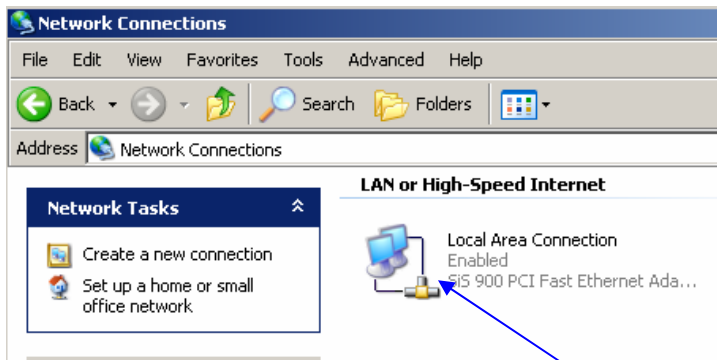 Network Connections
File Edit View Favorites Tools Advanced Help
Back Search Folders
Address Network Connections
Network Tasks
Create a new connection
Set up a home or small
office network
LAN or High-Speed Internet
Local Area Connection
Enabled
SiS 900 PCI Fast Ethernet Ada...